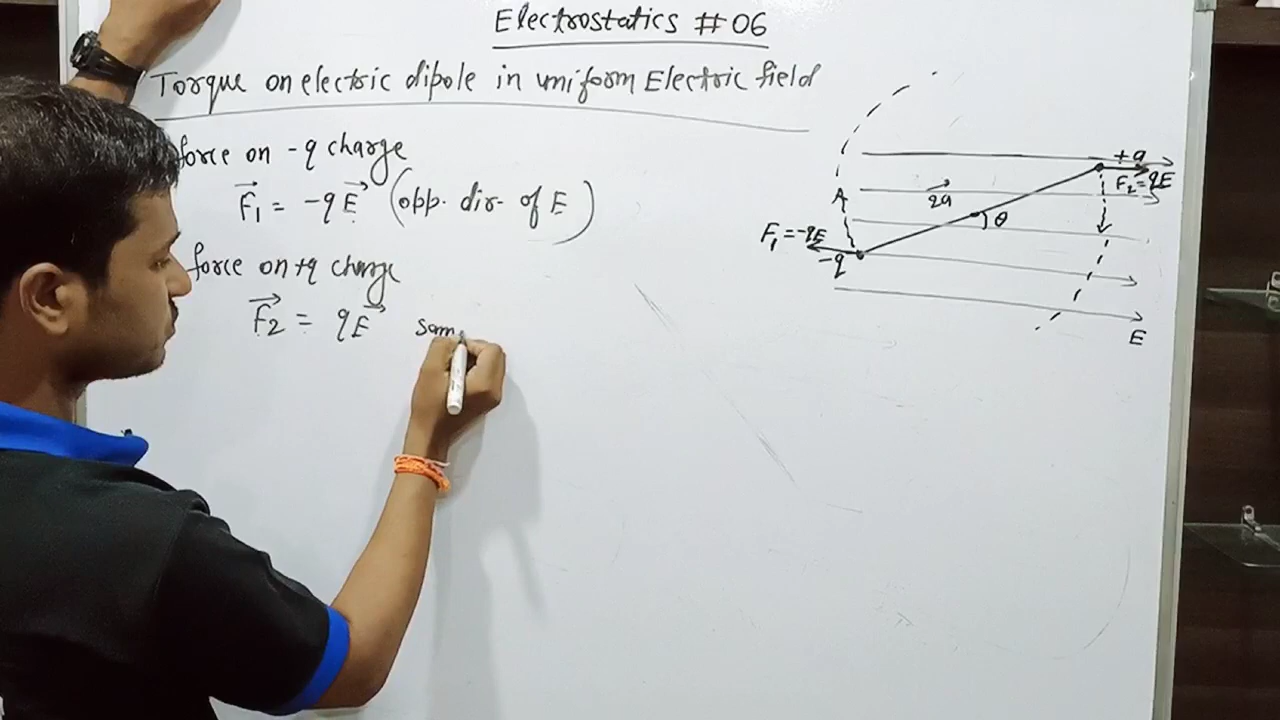 Electrostatics #06
Torque on electric dipole in uniform Electric field
force on -q charge
F₁ = -qE (opp. dir. of E)
force on +q charge
F₂ = qE som
+q
F₂=qE
2a
A
θ
F₁=-qE
-q
E